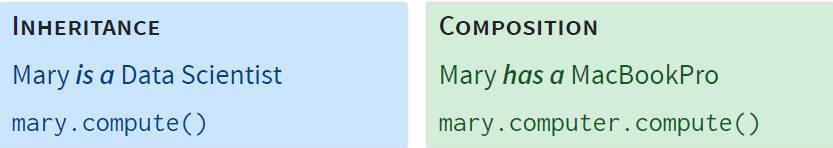 INHERITANCE
Mary is a Data Scientist
mary.compute()
COMPOSITION
Mary has a MacBookPro
mary.computer.compute()